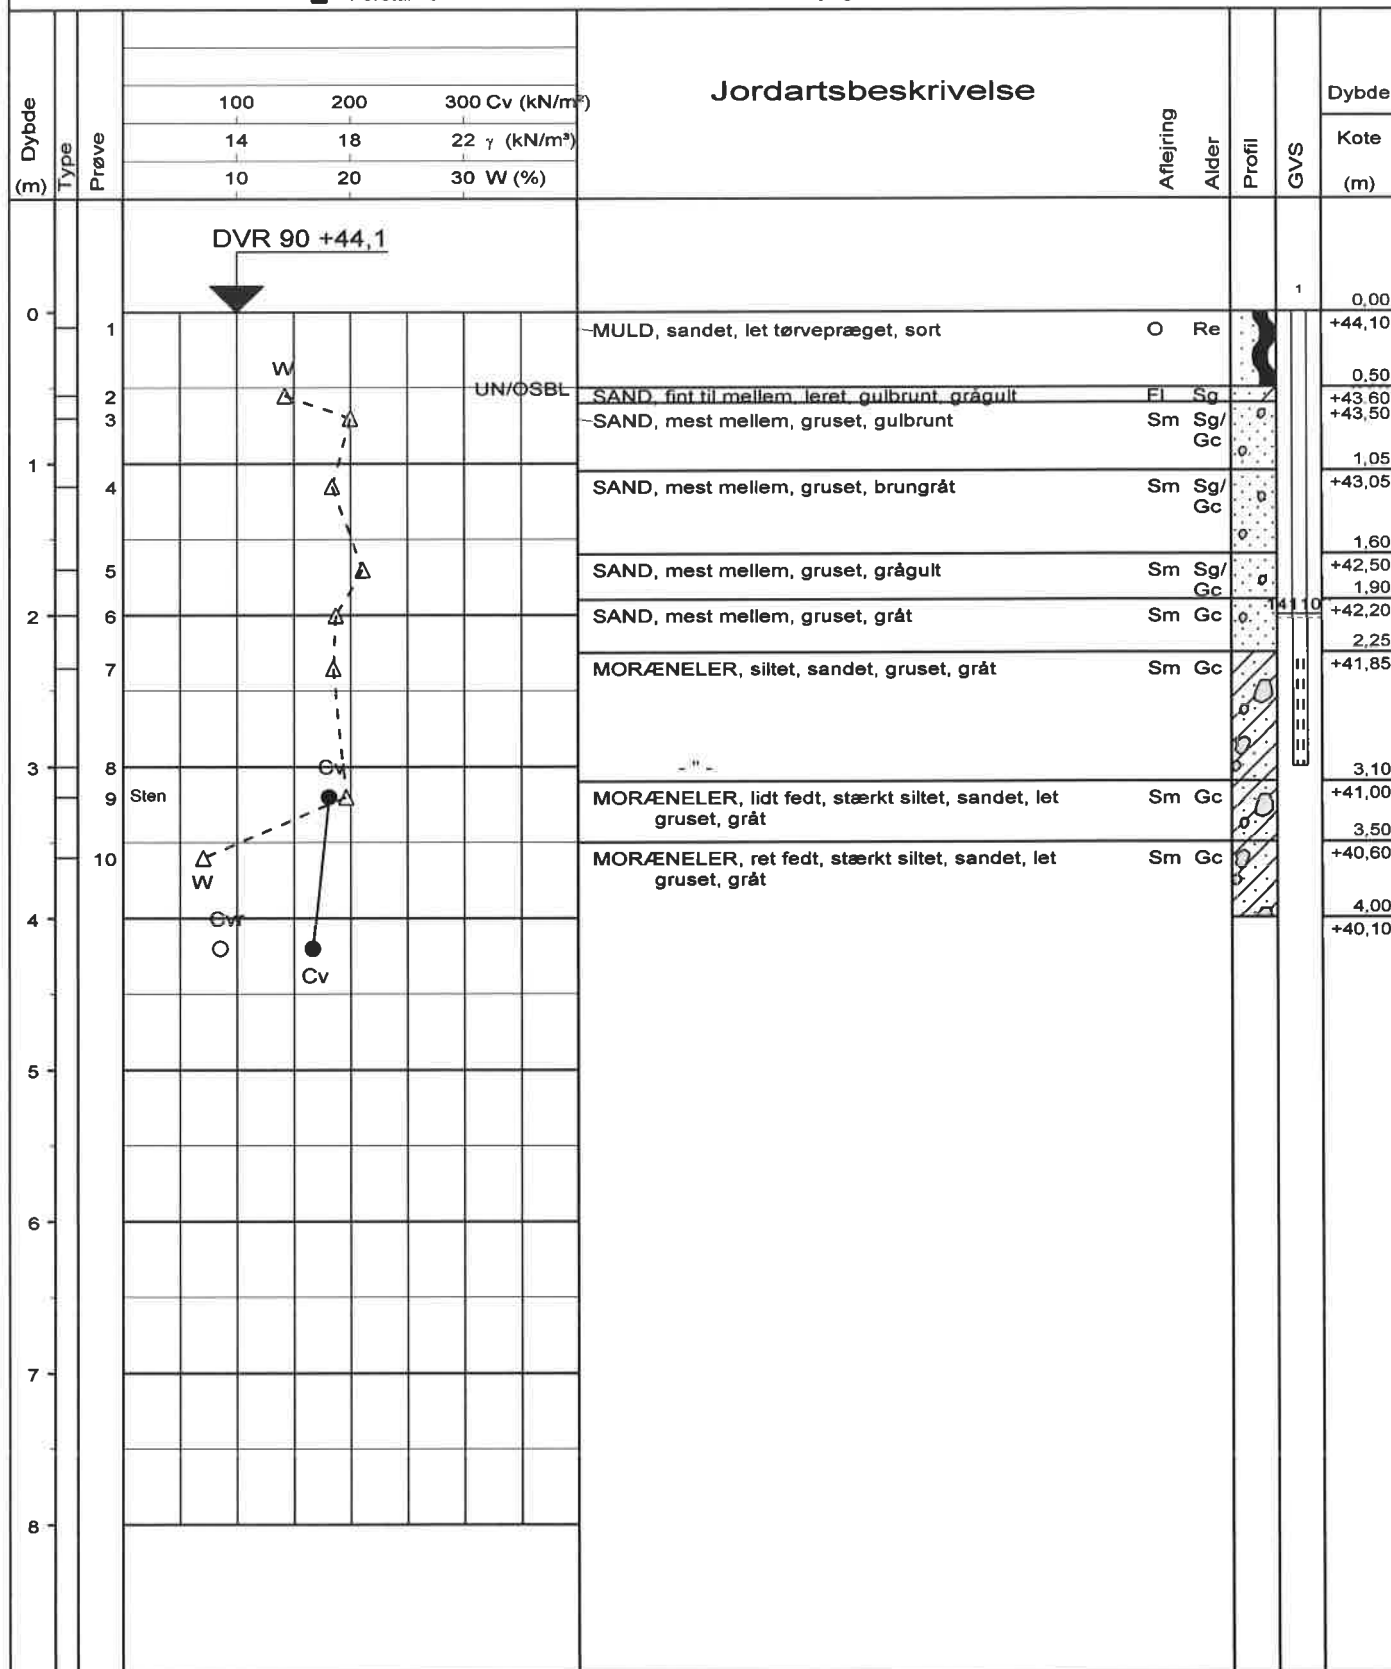 Jordartsbeskrivelse
Dybde
(m)
Type
Prøve
100 200 300 Cv (kN/m²)
14 18 22 γ (kN/m³)
10 20 30 W (%)
Aflejring
Alder
Profil
GVS
Dybde
Kote
(m)
DVR 90 +44,1
1
0,00
0
1 MULD, sandet, let tørvepræget, sort O Re +44,10
W
0,50
UN/OSBL
2 SAND, fint til mellem, leret, gulbrunt, grågult Fl Sg +43,60
+43,50
3 SAND, mest mellem, gruset, gulbrunt Sm Sg/
Gc
1 1,05
4 SAND, mest mellem, gruset, brungråt Sm Sg/ +43,05
Gc
1,60
5 SAND, mest mellem, gruset, grågult Sm Sg/ +42,50
Gc 1,90
141110
2 6 SAND, mest mellem, gruset, gråt Sm Gc +42,20
2,25
7 MORÆNELER, siltet, sandet, gruset, gråt Sm Gc +41,85
3 8 Cv - " - 3,10
9 Sten MORÆNELER, lidt fedt, stærkt siltet, sandet, let Sm Gc +41,00
gruset, gråt
3,50
10 MORÆNELER, ret fedt, stærkt siltet, sandet, let Sm Gc +40,60
gruset, gråt
W
4 Cvr 4,00
+40,10
Cv
5
6
7
8